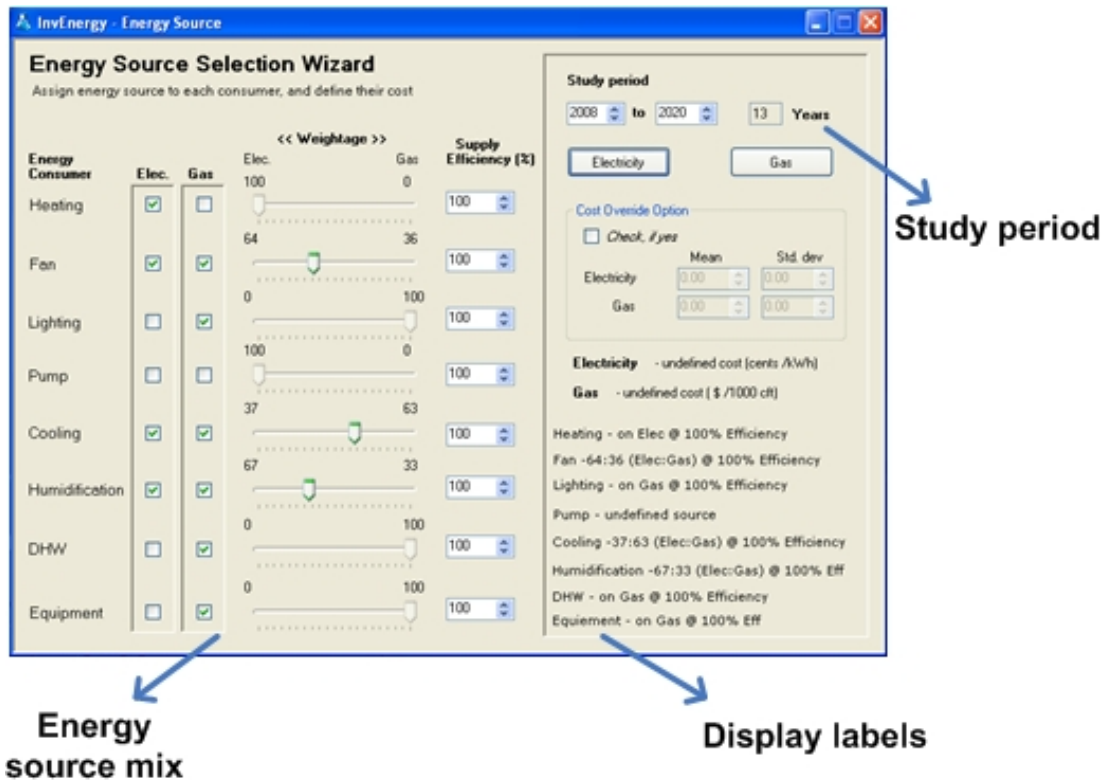 InvEnergy - Energy Source
Energy Source Selection Wizard
Assign energy source to each consumer, and define their cost
<< Weightage >>
Energy Consumer Elec. Gas Elec. Gas Supply Efficiency (%)
100 0
Heating 100
64 36
Fan 100
0 100
Lighting 100
100 0
Pump 100
37 63
Cooling 100
67 33
Humidification 100
0 100
DHW 100
0 100
Equipment 100
Study period
2008 to 2020 13 Years
Electricity Gas
Cost Override Option
Check, if yes
Mean Std. dev
Electricity 0.00 0.00
Gas 0.00 0.00
Electricity - undefined cost (cents /kWh)
Gas - undefined cost ( $ /1000 cft)
Heating - on Elec @ 100% Efficiency
Fan -64:36 (Elec:Gas) @ 100% Efficiency
Lighting - on Gas @ 100% Efficiency
Pump - undefined source
Cooling -37:63 (Elec:Gas) @ 100% Efficiency
Humidification -67:33 (Elec:Gas) @ 100% Eff
DHW - on Gas @ 100% Efficiency
Equiement - on Gas @ 100% Eff
Study period
Energy
source mix
Display labels